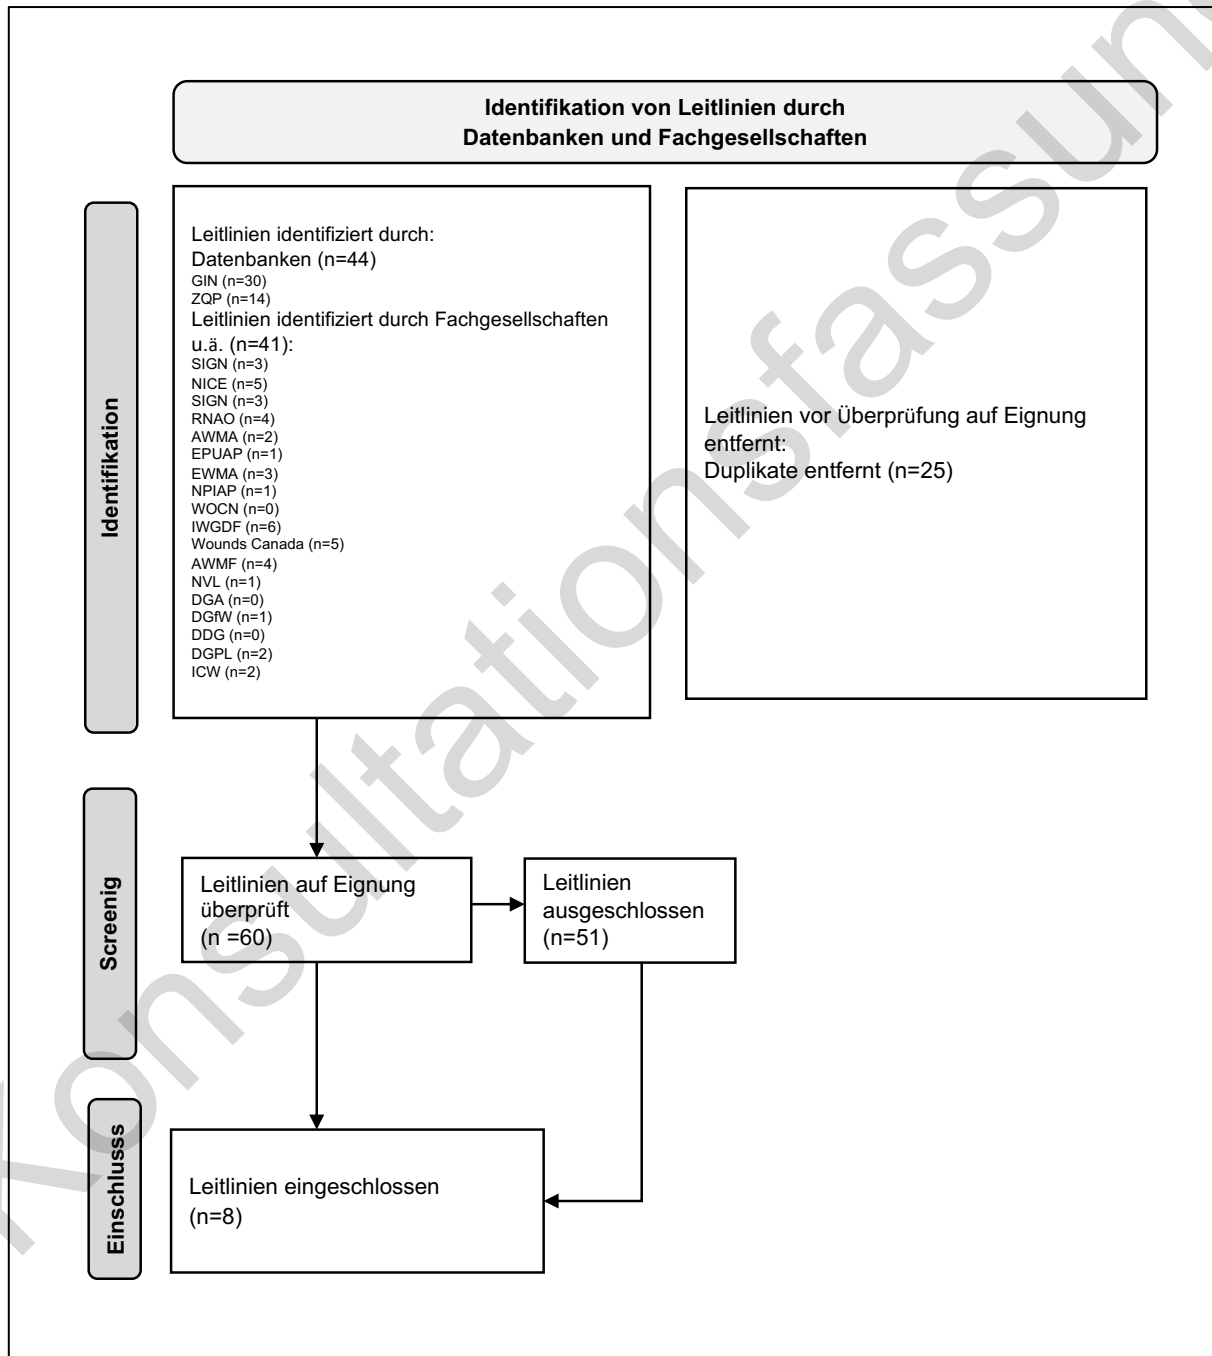 Identifikation von Leitlinien durch
Datenbanken und Fachgesellschaften
Identifikation
Leitlinien identifiziert durch:
Datenbanken (n=44)
GIN (n=30)
ZQP (n=14)
Leitlinien identifiziert durch Fachgesellschaften
u.ä. (n=41):
SIGN (n=3)
NICE (n=5)
SIGN (n=3)
RNAO (n=4)
AWMA (n=2)
EPUAP (n=1)
EWMA (n=3)
NPIAP (n=1)
WOCN (n=0)
IWGDF (n=6)
Wounds Canada (n=5)
AWMF (n=4)
NVL (n=1)
DGA (n=0)
DGfW (n=1)
DDG (n=0)
DGPL (n=2)
ICW (n=2)
Leitlinien vor Überprüfung auf Eignung
entfernt:
Duplikate entfernt (n=25)
Screenig
Leitlinien auf Eignung
überprüft
(n =60)
Leitlinien
ausgeschlossen
(n=51)
Einschlusss
Leitlinien eingeschlossen
(n=8)
Konsultationsfassung